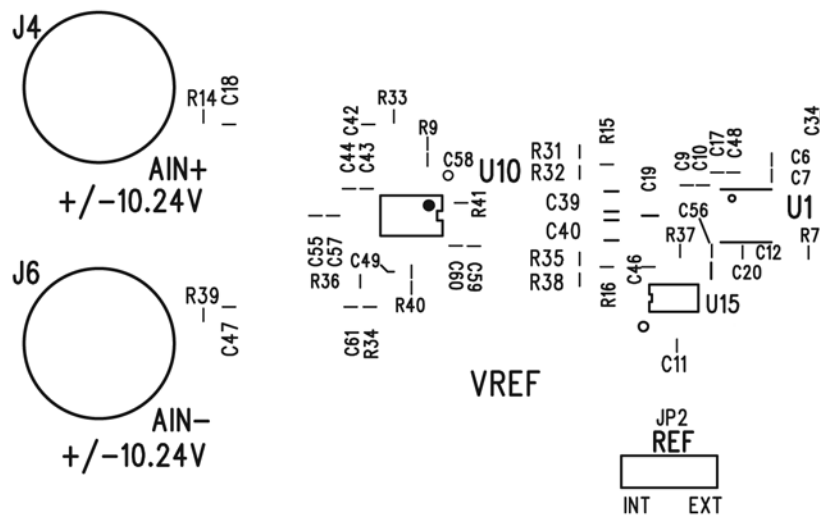 J4
R14
C18
AIN+
+/-10.24V
J6
R39
C47
AIN-
+/-10.24V
C42
R33
R9
C44
C43
C58
U10
R41
C55
C57
C49
R36
R40
C60
C59
C61
R34
R31
R32
R15
C39
C40
R35
R38
R16
C19
C9
C10
C17
C48
C34
C6
C7
C56
U1
R37
C12
C20
R7
C46
U15
C11
VREF
JP2
REF
INT EXT